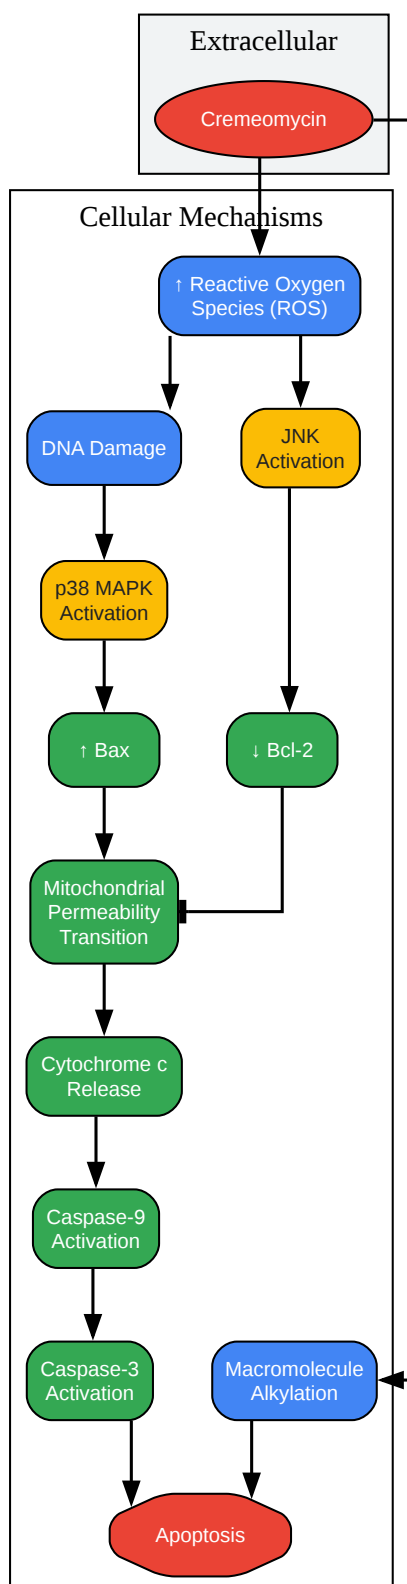 Extracellular
Cremeomycin
Cellular Mechanisms
↑ Reactive Oxygen
Species (ROS)
DNA Damage
JNK
Activation
p38 MAPK
Activation
↑ Bax
↓ Bcl-2
Mitochondrial
Permeability
Transition
Cytochrome c
Release
Caspase-9
Activation
Caspase-3
Activation
Macromolecule
Alkylation
Apoptosis